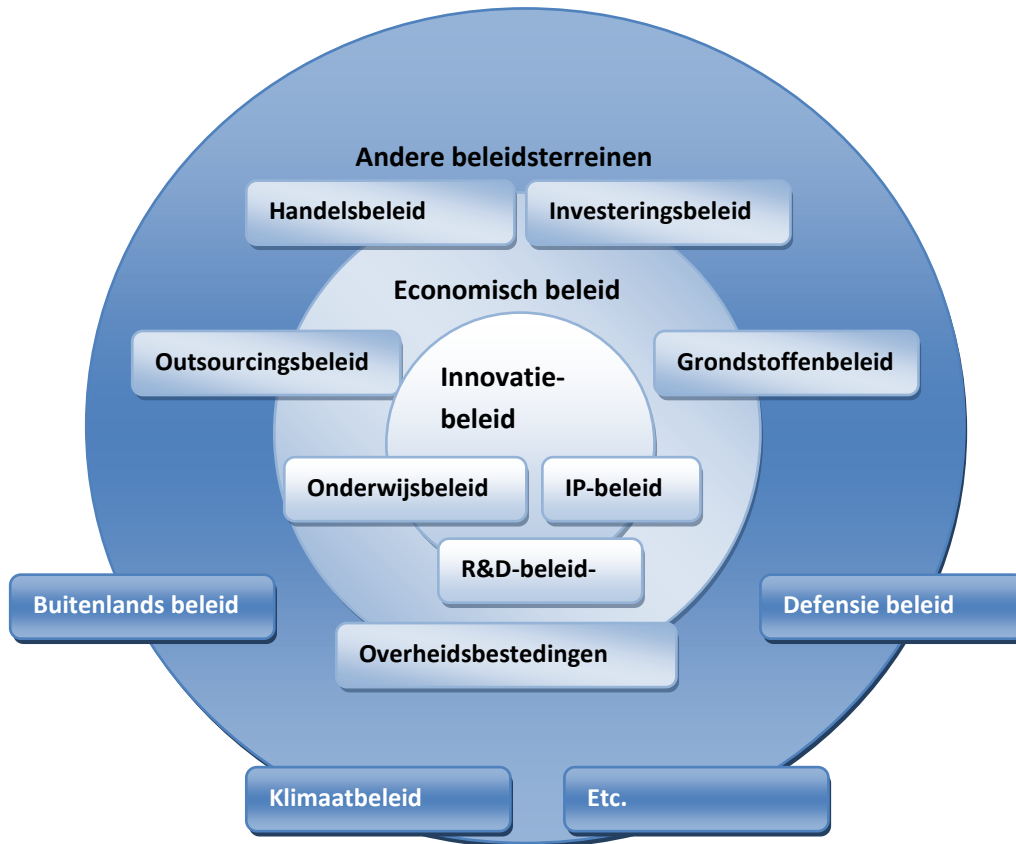 Andere beleidsterreinen
Handelsbeleid
Investeringsbeleid
Economisch beleid
Outsourcingsbeleid
Grondstoffenbeleid
Innovatie-
beleid
Onderwijsbeleid
IP-beleid
R&D-beleid-
Buitenlands beleid
Defensie beleid
Overheidsbestedingen
Klimaatbeleid
Etc.